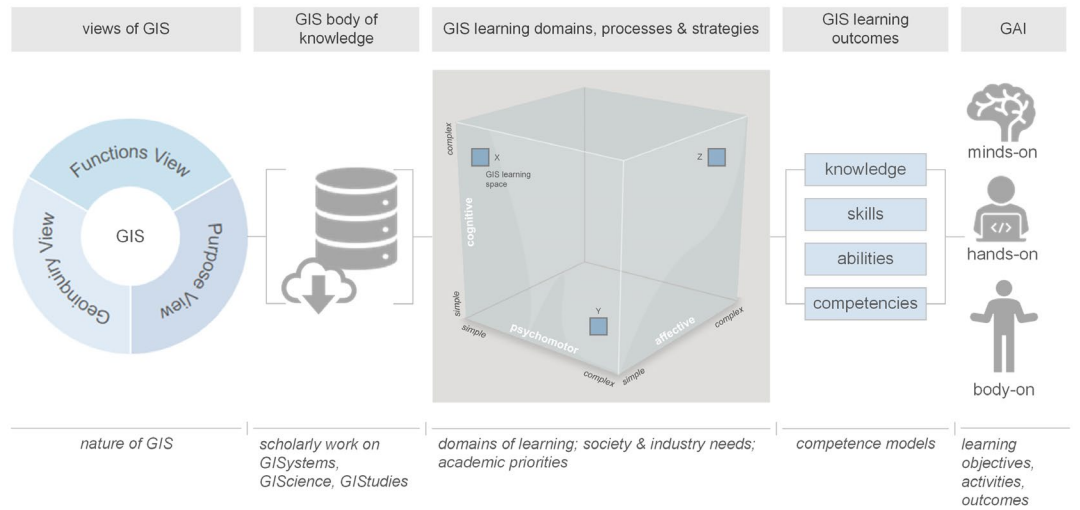 views of GIS
GIS body of
knowledge
GIS learning domains, processes & strategies
GIS learning
outcomes
GAI
Functions View
Geoinquiry View
Purpose View
GIS
complex
X
GIS learning
space
cognitive
simple
simple
psychomotor
complex
Y
Z
simple
affective
complex
knowledge
skills
abilities
competencies
minds-on
</>
hands-on
body-on
nature of GIS
scholarly work on
GISystems,
GIScience, GIStudies
domains of learning; society & industry needs;
academic priorities
competence models
learning
objectives,
activities,
outcomes